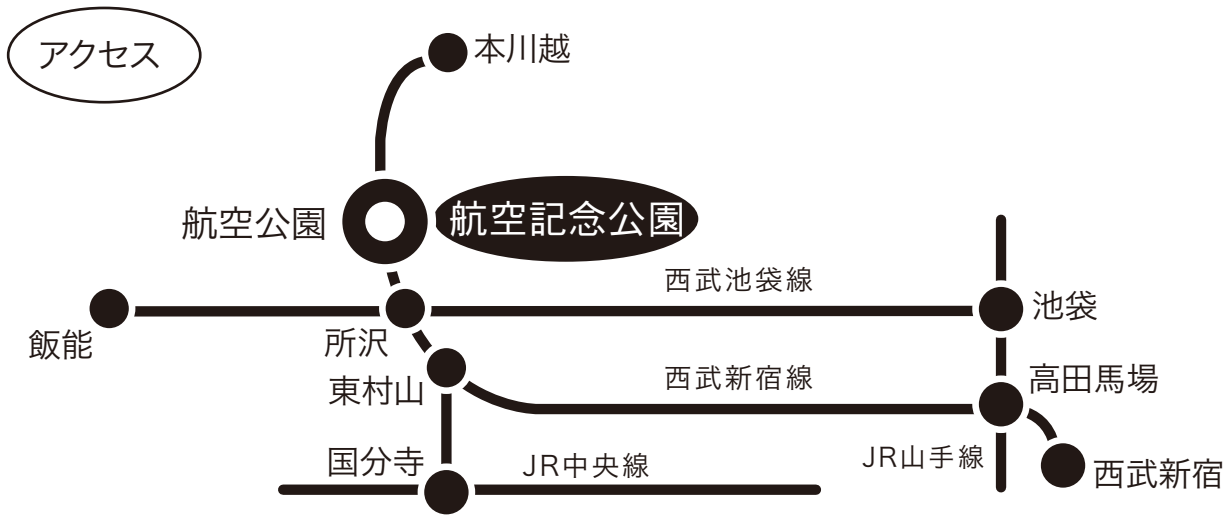 アクセス
本川越
航空公園
航空記念公園
西武池袋線
池袋
飯能
所沢
東村山
西武新宿線
高田馬場
国分寺
JR中央線
JR山手線
西武新宿